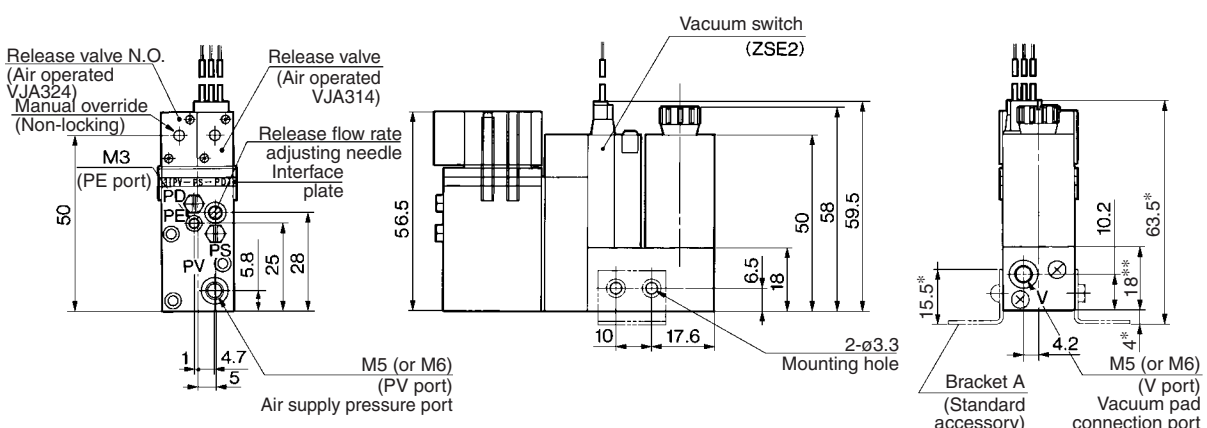 Release valve N.O.
(Air operated
VJA324)
Manual override
(Non-locking)
M3
(PE port)
50
Release valve
(Air operated
VJA314)
Release flow rate
adjusting needle
Interface
plate
PD
PE
PS
PV
5.8
25
28
1
4.7
5
M5 (or M6)
(PV port)
Air supply pressure port
Vacuum switch
(ZSE2)
56.5
50
58
59.5
6.5
18
10
17.6
2-ø3.3
Mounting hole
63.5*
10.2
18**
15.5*
4*
V
4.2
Bracket A
(Standard
accessory)
M5 (or M6)
(V port)
Vacuum pad
connection port